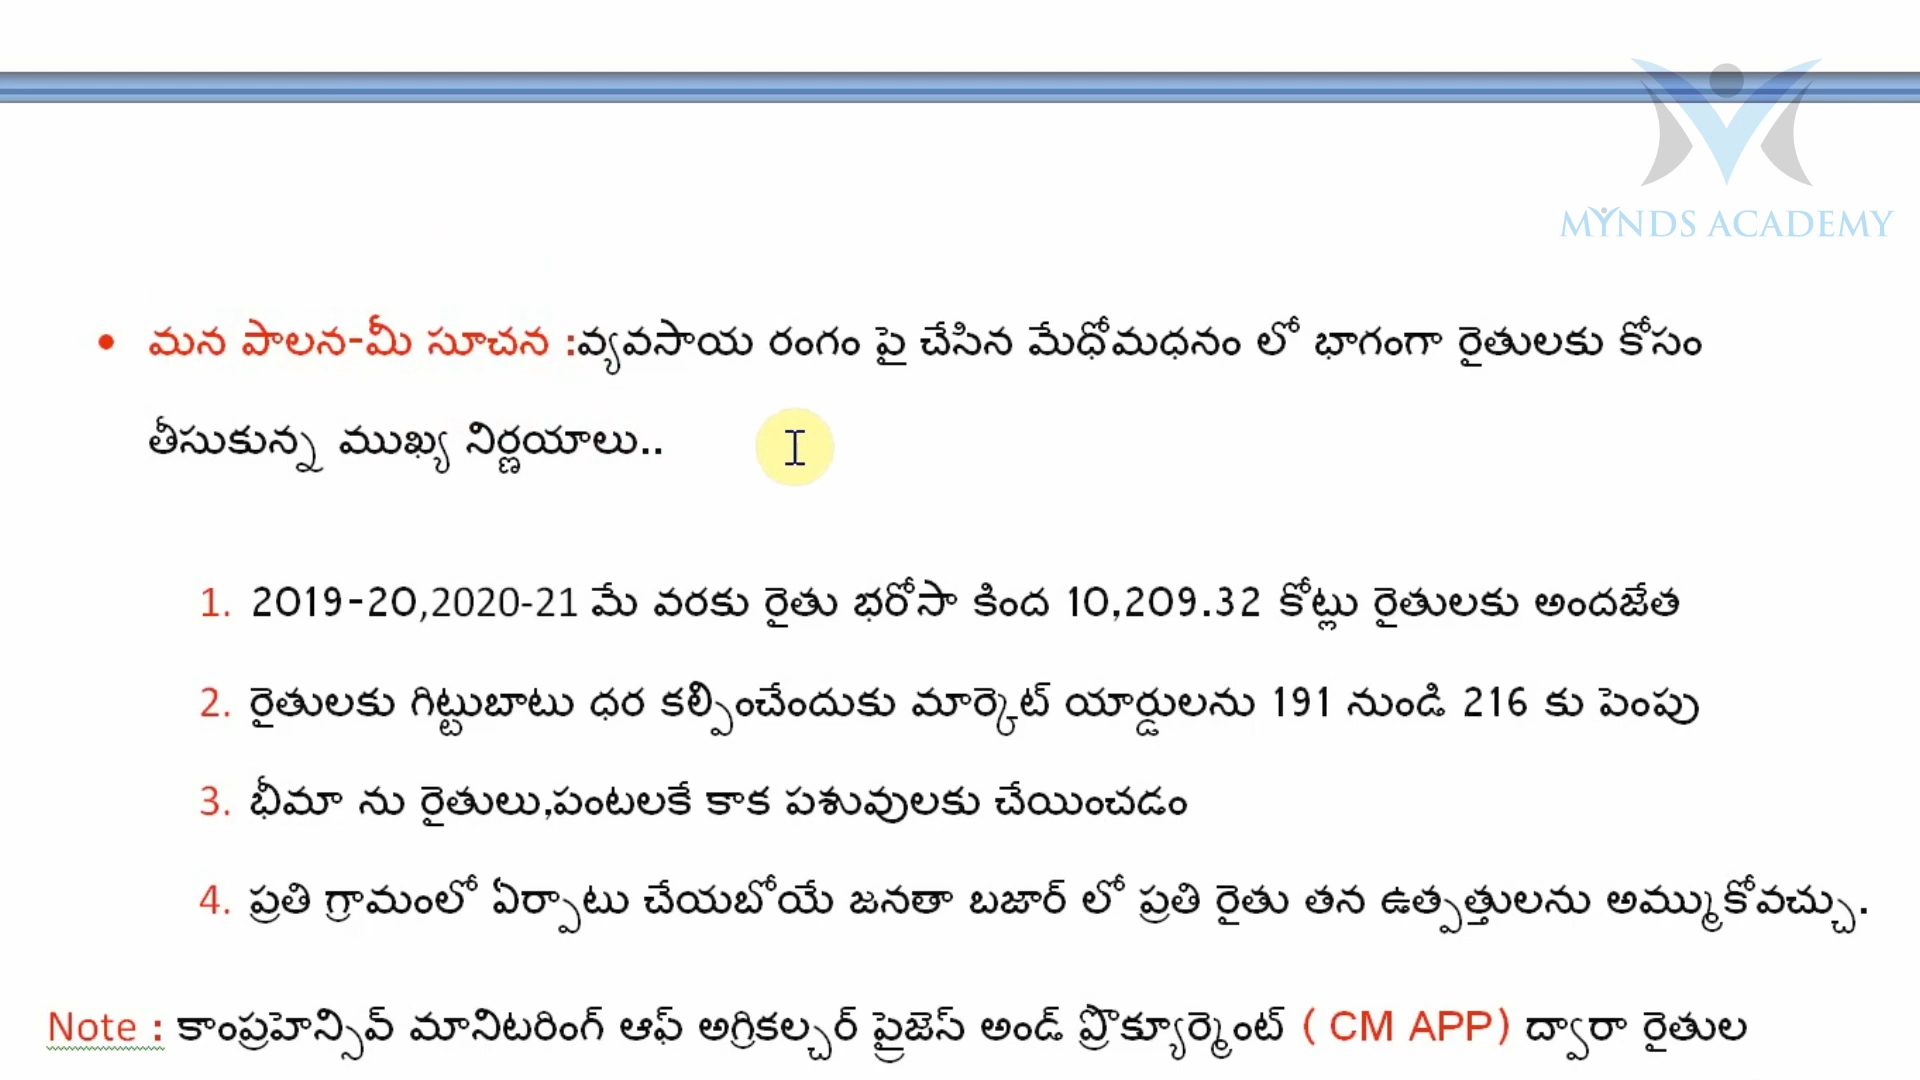 MYNDS ACADEMY
• మన పాలన-మీ సూచన :వ్యవసాయ రంగం పై చేసిన మేధోమధనం లో భాగంగా రైతులకు కోసం
తీసుకున్న ముఖ్య నిర్ణయాలు..
1. 2019-20,2020-21 మే వరకు రైతు భరోసా కింద 10,209.32 కోట్లు రైతులకు అందజేత
2. రైతులకు గిట్టుబాటు ధర కల్పించేందుకు మార్కెట్ యార్డులను 191 నుండి 216 కు పెంపు
3. భీమా ను రైతులు,పంటలకే కాక పశువులకు చేయించడం
4. ప్రతి గ్రామంలో ఏర్పాటు చేయబోయే జనతా బజార్ లో ప్రతి రైతు తన ఉత్పత్తులను అమ్ముకోవచ్చు.
Note : కాంప్రహెన్సివ్ మానిటరింగ్ ఆఫ్ అగ్రికల్చర్ ప్రైజెస్ అండ్ ప్రొక్యూర్మెంట్ ( CM APP) ద్వారా రైతుల